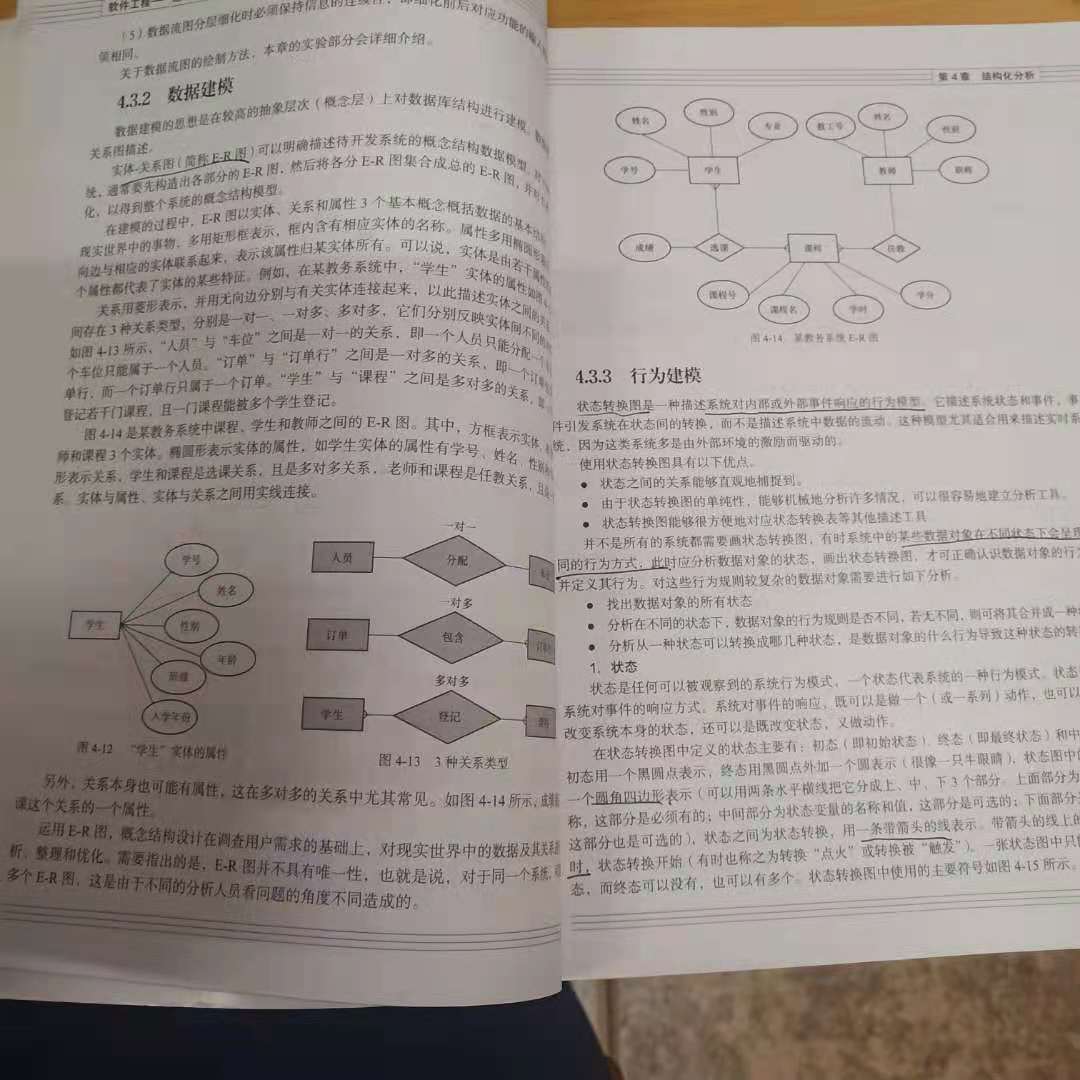 软件工程
（5）数据流图分层细化时必须保持信息的连续性，即细化前后对应功能的输入
须相同。
关于数据流图的绘制方法，本章的实验部分会详细介绍。
4.3.2 数据建模
数据建模的思想是在较高的抽象层次（概念层）上对数据库结构进行建模。
关系图描述。
实体-关系图（简称 E-R 图）可以明确描述待开发系统的概念结构数据模型。
统，通常要先构造出各部分的 E-R 图，然后将各分 E-R 图集合成总的 E-R 图，并
化，以得到整个系统的概念结构模型。
在建模的过程中，E-R 图以实体、关系和属性 3 个基本概念概括数据的基本结构
现实世界中的事物，多用矩形框表示，框内含有相应实体的名称。属性多用椭圆形
向边与相应的实体联系起来，表示该属性归某实体所有。可以说，实体是由若干属性
个属性都代表了实体的某些特征。例如，在某教务系统中，“学生”实体的属性如图
关系用菱形表示，并用无向边分别与有关实体连接起来，以此描述实体之间的关系
间存在 3 种关系类型，分别是一对一、一对多、多对多，它们分别反映实体间不同的
如图 4-13 所示，“人员”与“车位”之间是一对一的关系，即一个人员只能分配一个
个车位只能属于一个人员。“订单”与“订单行”之间是一对多的关系，即一个订单
单行，而一个订单行只属于一个订单。“学生”与“课程”之间是多对多的关系，即
登记若干门课程，且一门课程能被多个学生登记。
图 4-14 是某教务系统中课程、学生和教师之间的 E-R 图。其中，方框表示实体，
师和课程 3 个实体。椭圆形表示实体的属性，如学生实体的属性有学号、姓名、性别
形表示关系，学生和课程是选课关系，且是多对多关系，老师和课程是任教关系，且
系。实体与属性、实体与关系之间用实线连接。
学生
学号
姓名
性别
年龄
班级
入学年份
图 4-12 “学生”实体的属性
一对一
人员
分配
一对多
订单
包含
多对多
学生
登记
图 4-13 3 种关系类型
另外，关系本身也可能有属性，这在多对多的关系中尤其常见。如图 4-14 所示，成绩
课这个关系的一个属性。
运用 E-R 图，概念结构设计在调查用户需求的基础上，对现实世界中的数据及其关系
析、整理和优化。需要指出的是，E-R 图并不具有唯一性，也就是说，对于同一个系统，
多个 E-R 图，这是由于不同的分析人员看问题的角度不同造成的。
第 4 章 结构化分析
姓名
性别
专业
教工号
姓名
性别
学号
学生
教师
职称
成绩
选课
课程
任教
课程号
课程名
学时
学分
图 4-14 某教务系统 E-R 图
4.3.3 行为建模
状态转换图是一种描述系统对内部或外部事件响应的行为模型。它描述系统状态和事件，事
件引发系统在状态间的转换，而不是描述系统中数据的流动。这种模型尤其适合用来描述实时系
统，因为这类系统多是由外部环境的激励而驱动的。
使用状态转换图具有以下优点。
● 状态之间的关系能够直观地捕捉到。
● 由于状态转换图的单纯性，能够机械地分析许多情况，可以很容易地建立分析工具。
● 状态转换图能够很方便地对应状态转换表等其他描述工具
并不是所有的系统都需要画状态转换图，有时系统中的某些数据对象在不同状态下会呈现
同的行为方式，此时应分析数据对象的状态，画出状态转换图，才可正确认识数据对象的行为
并定义其行为。对这些行为规则较复杂的数据对象需要进行如下分析。
● 找出数据对象的所有状态
● 分析在不同的状态下，数据对象的行为规则是否不同，若无不同，则可将其合并成一种
● 分析从一种状态可以转换成哪几种状态，是数据对象的什么行为导致这种状态的转
1．状态
状态是任何可以被观察到的系统行为模式，一个状态代表系统的一种行为模式。状态
系统对事件的响应方式。系统对事件的响应，既可以是做一个（或一系列）动作，也可以
改变系统本身的状态，还可以是既改变状态，又做动作。
在状态转换图中定义的状态主要有：初态（即初始状态）、终态（即最终状态）和中
初态用一个黑圆点表示，终态用黑圆点外加一个圆表示（很像一只牛眼睛），状态图中
一个圆角四边形表示（可以用两条水平横线把它分成上、中、下 3 个部分。上面部分为
称，这部分是必须有的；中间部分为状态变量的名称和值，这部分是可选的；下面部分
这部分也是可选的），状态之间为状态转换，用一条带箭头的线表示。带箭头的线上的
时，状态转换开始（有时也称之为转换“点火”或转换被“触发”）。一张状态图中只
态，而终态可以没有，也可以有多个。状态转换图中使用的主要符号如图 4-15 所示。